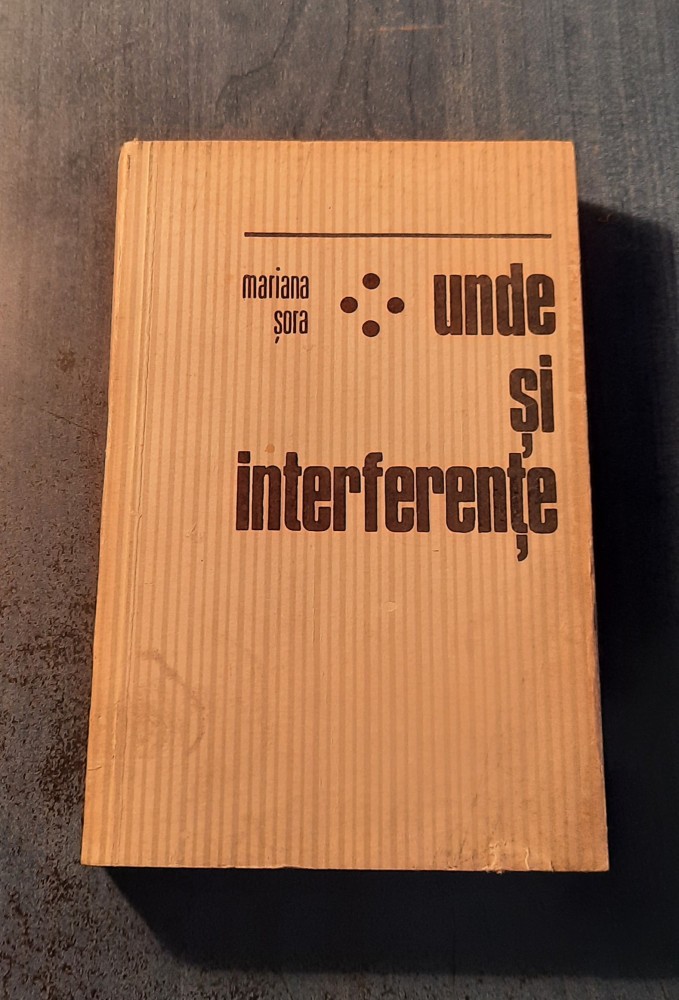 mariana
șora
unde
și
interferențe